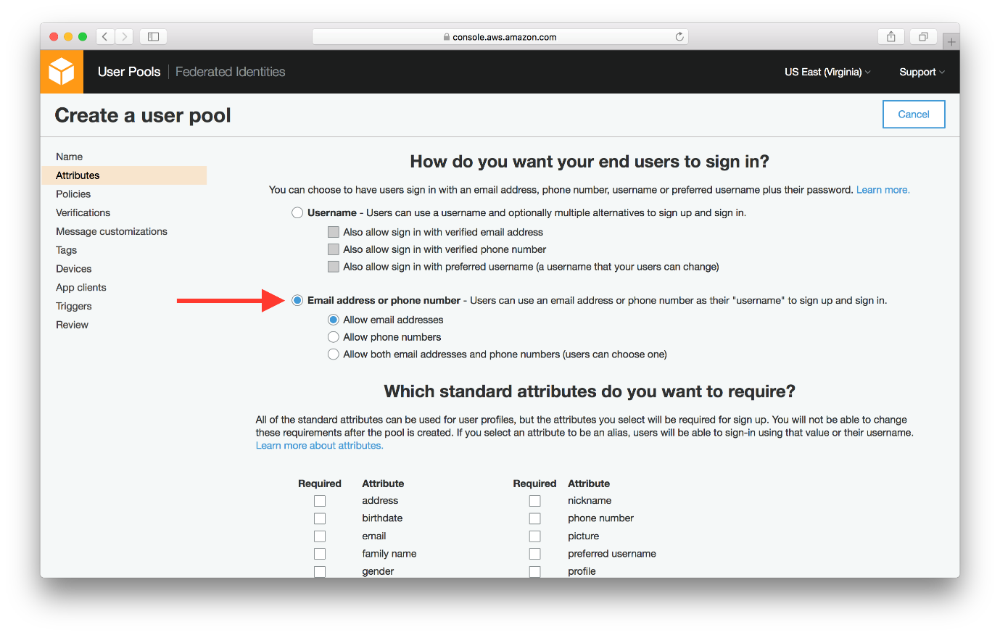 console.aws.amazon.com
User Pools | Federated Identities
US East (Virginia)
Support
Create a user pool
Cancel
Name
Attributes
Policies
Verifications
Message customizations
Tags
Devices
App clients
Triggers
Review
How do you want your end users to sign in?
You can choose to have users sign in with an email address, phone number, username or preferred username plus their password. Learn more.
Username - Users can use a username and optionally multiple alternatives to sign up and sign in.
Also allow sign in with verified email address
Also allow sign in with verified phone number
Also allow sign in with preferred username (a username that your users can change)
Email address or phone number - Users can use an email address or phone number as their "username" to sign up and sign in.
Allow email addresses
Allow phone numbers
Allow both email addresses and phone numbers (users can choose one)
Which standard attributes do you want to require?
All of the standard attributes can be used for user profiles, but the attributes you select will be required for sign up. You will not be able to change
these requirements after the pool is created. If you select an attribute to be an alias, users will be able to sign-in using that value or their username.
Learn more about attributes.
Required Attribute Required Attribute
address nickname
birthdate phone number
email picture
family name preferred username
gender profile